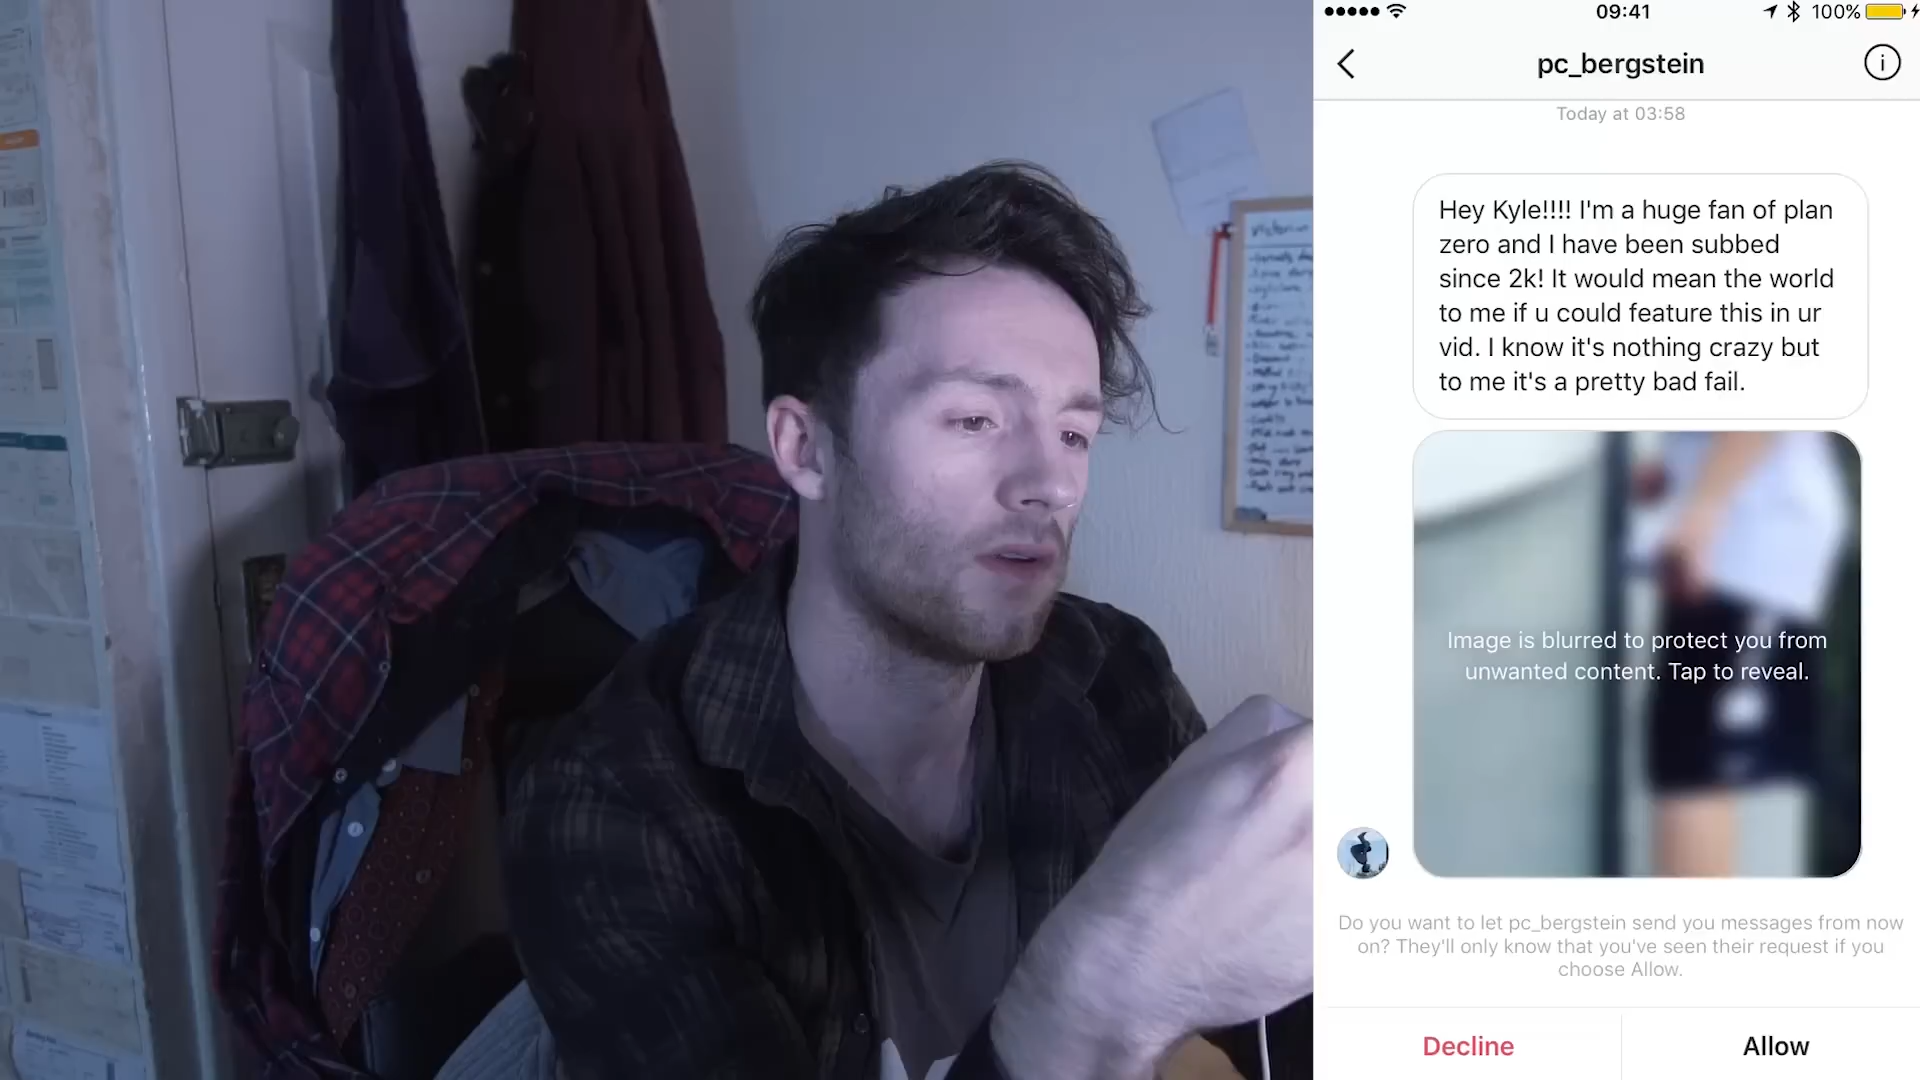 09:41
100%
pc_bergstein
Today at 03:58
Hey Kyle!!!! I'm a huge fan of plan
zero and I have been subbed
since 2k! It would mean the world
to me if u could feature this in ur
vid. I know it's nothing crazy but
to me it's a pretty bad fail.
Image is blurred to protect you from
unwanted content. Tap to reveal.
Do you want to let pc_bergstein send you messages from now
on? They'll only know that you've seen their request if you
choose Allow.
Decline
Allow